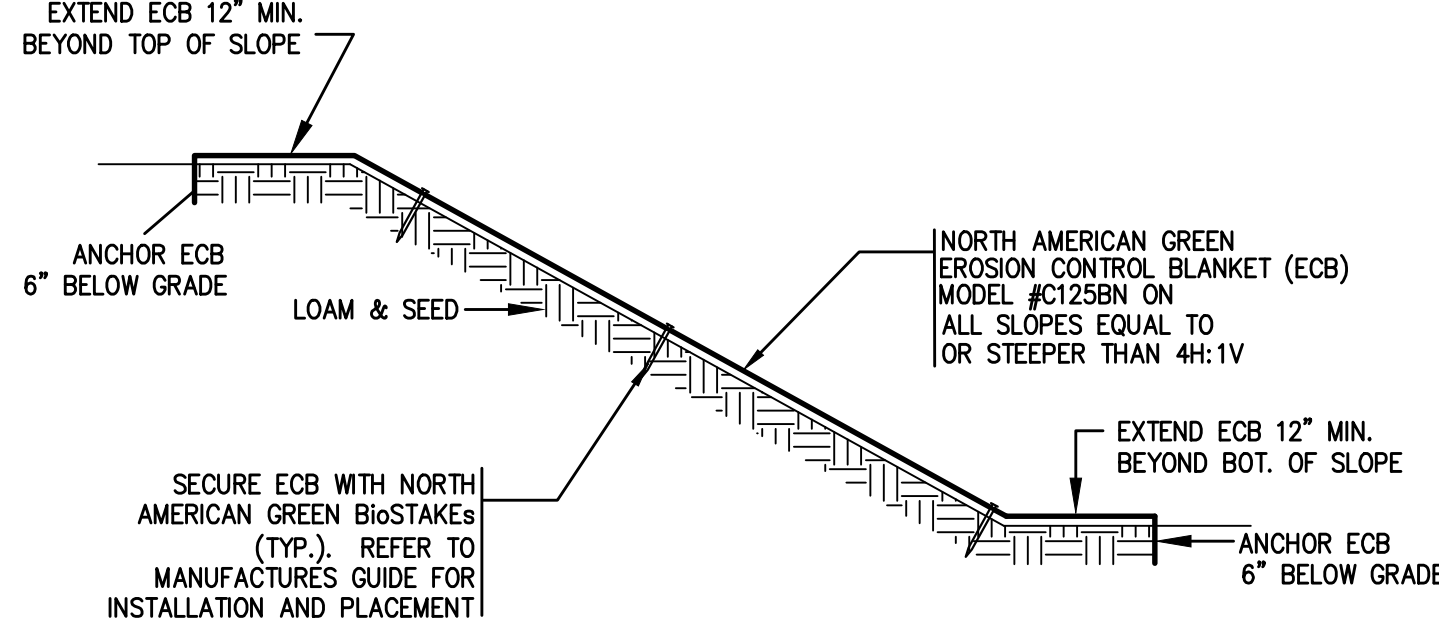 EXTEND ECB 12" MIN.
BEYOND TOP OF SLOPE
ANCHOR ECB
6" BELOW GRADE
LOAM & SEED
NORTH AMERICAN GREEN
EROSION CONTROL BLANKET (ECB)
MODEL #C125BN ON
ALL SLOPES EQUAL TO
OR STEEPER THAN 4H:1V
SECURE ECB WITH NORTH
AMERICAN GREEN BioSTAKEs
(TYP.). REFER TO
MANUFACTURES GUIDE FOR
INSTALLATION AND PLACEMENT
EXTEND ECB 12" MIN.
BEYOND BOT. OF SLOPE
ANCHOR ECB
6" BELOW GRADE